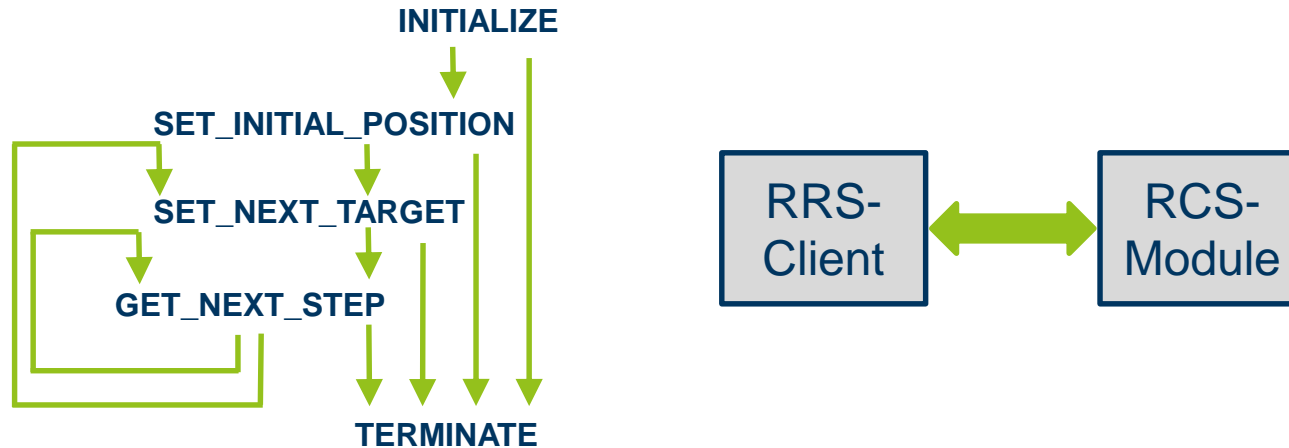 INITIALIZE
SET_INITIAL_POSITION
SET_NEXT_TARGET
GET_NEXT_STEP
TERMINATE
RRS-
Client
RCS-
Module